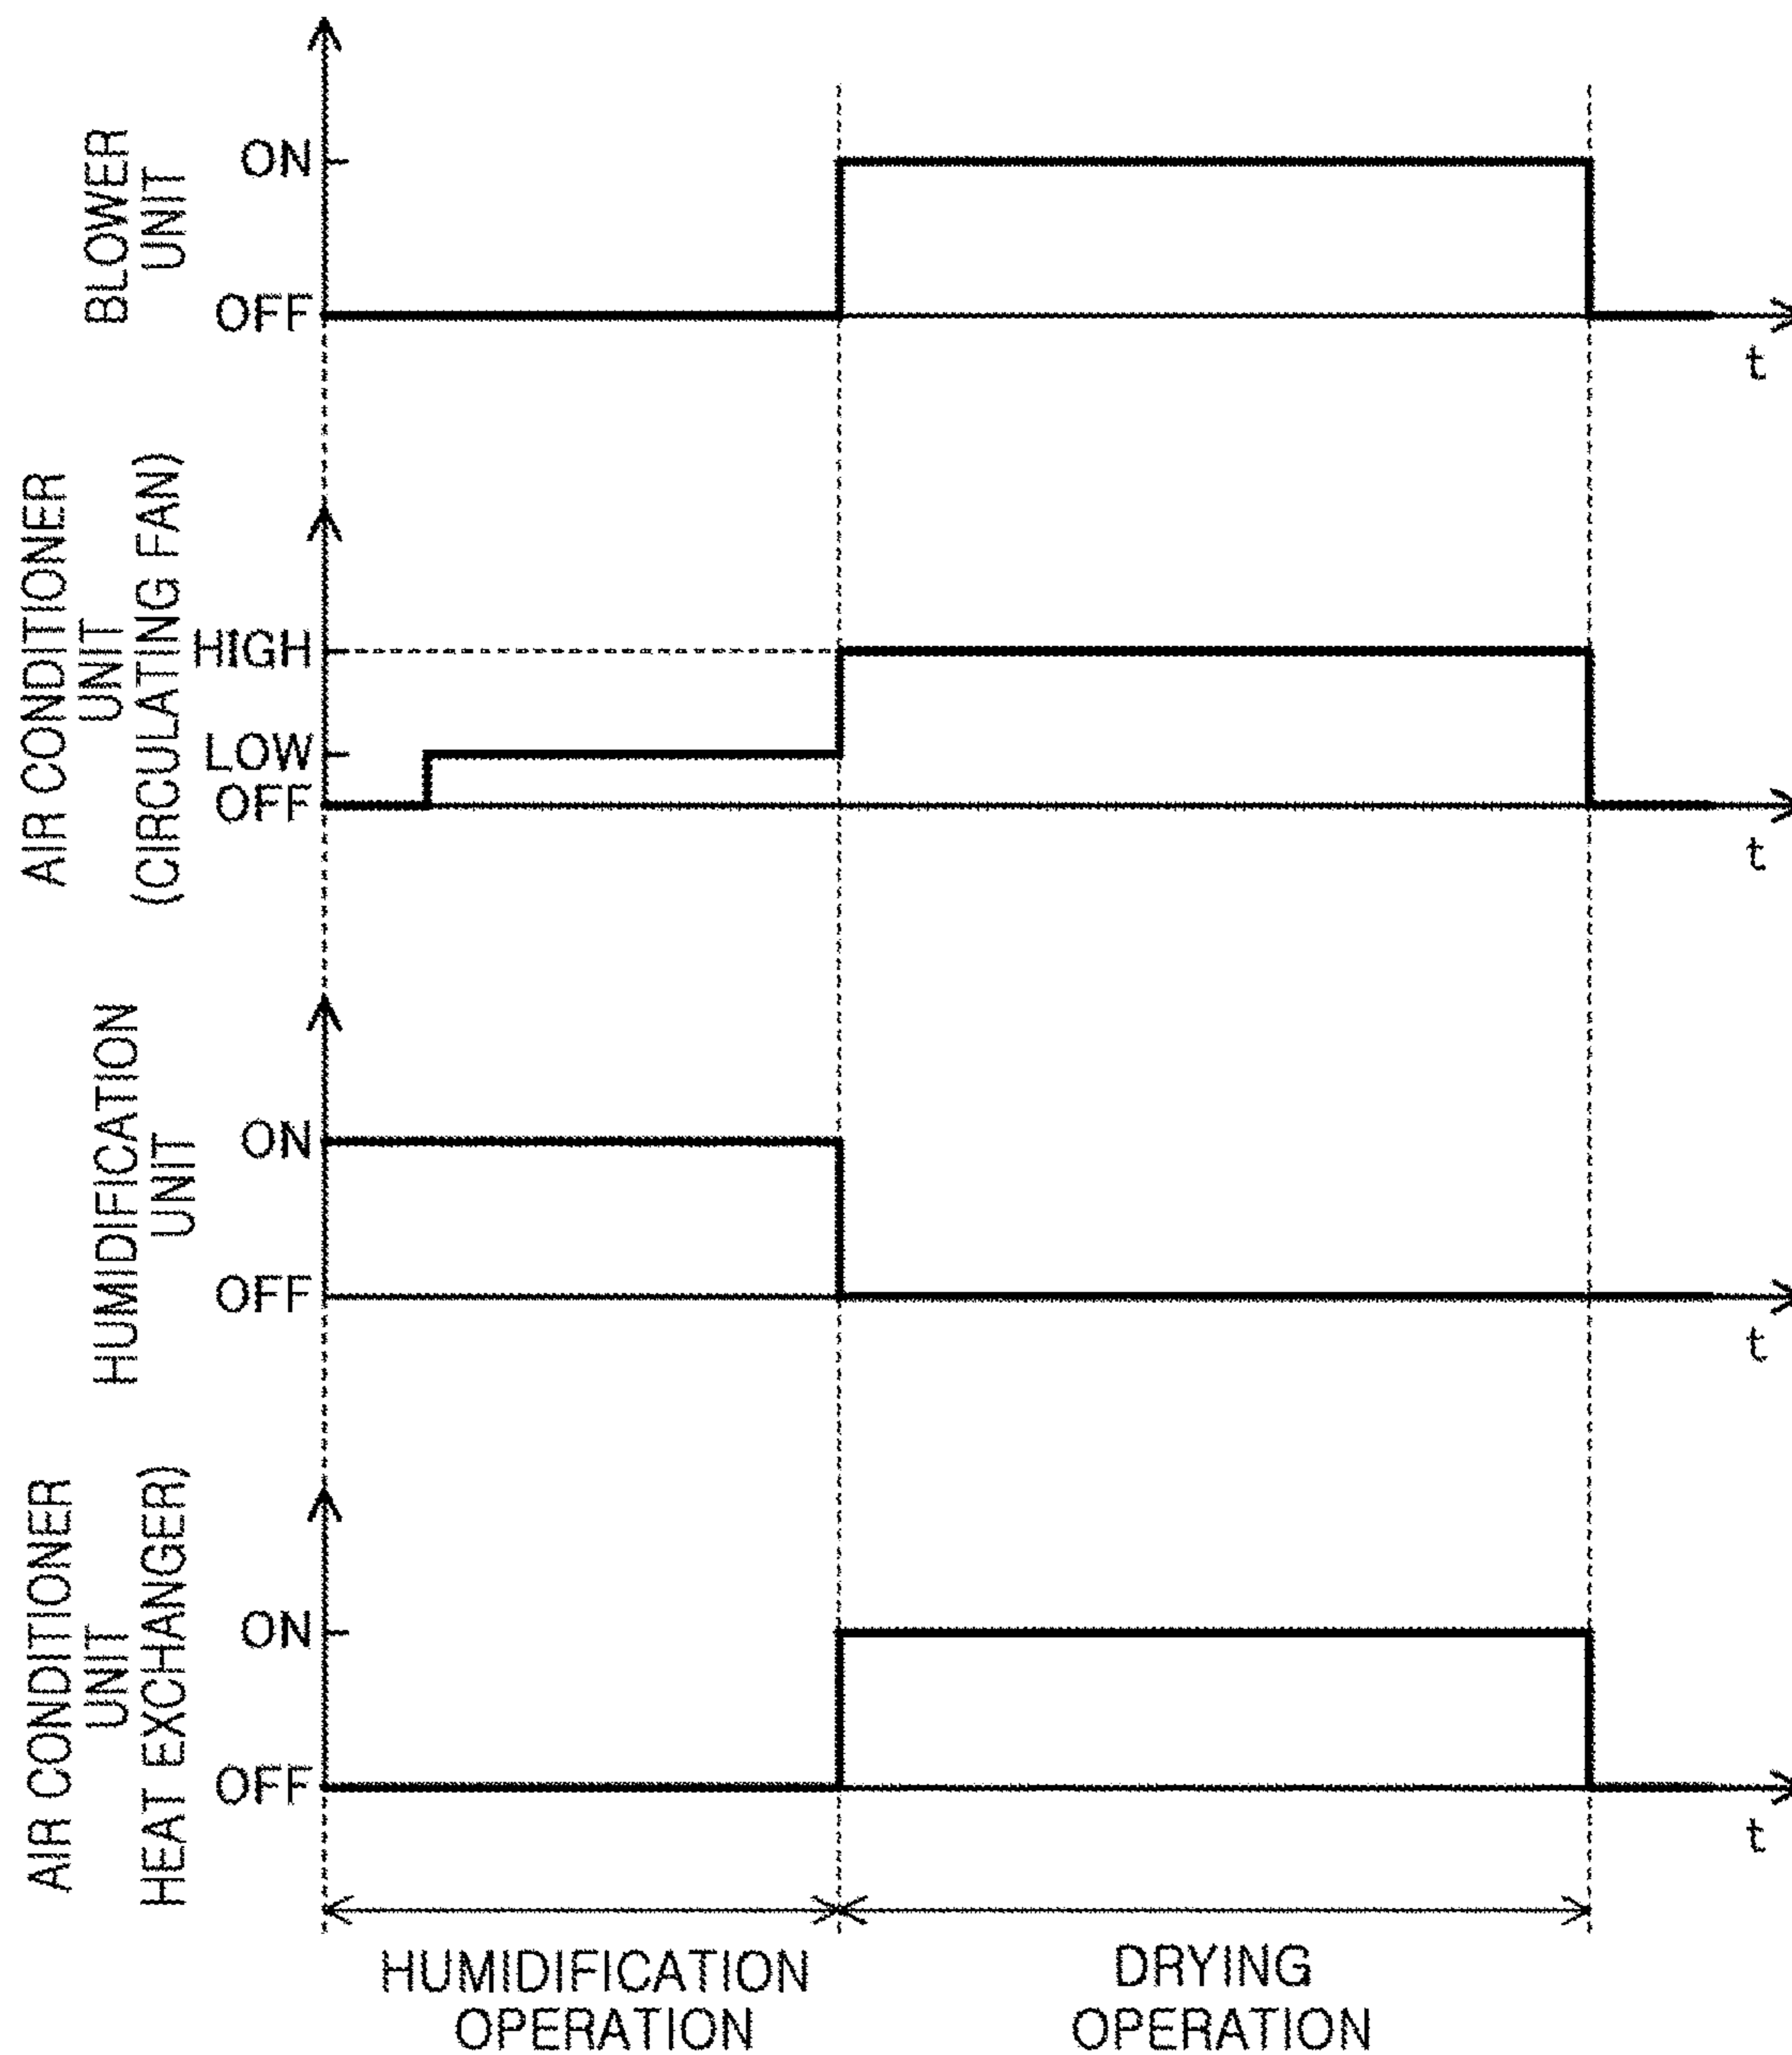 BLOWER
UNIT
ON
OFF
t
AIR CONDITIONER
UNIT
(CIRCULATING FAN)
HIGH
LOW
OFF
t
HUMIDIFICATION
UNIT
ON
OFF
t
AIR CONDITIONER
UNIT
HEAT EXCHANGER)
ON
OFF
t
HUMIDIFICATION
OPERATION
DRYING
OPERATION